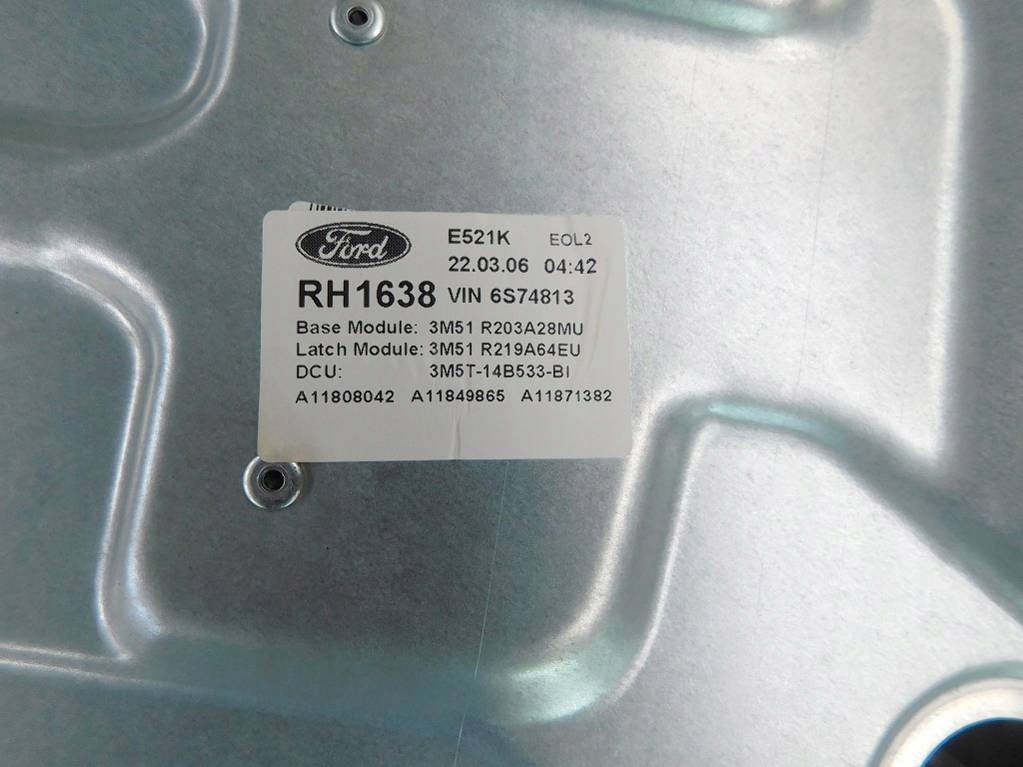 Ford
E521K EOL2
22.03.06 04:42
RH1638 VIN 6S74813
Base Module: 3M51 R203A28MU
Latch Module: 3M51 R219A64EU
DCU: 3M5T-14B533-BI
A11808042 A11849865 A11871382